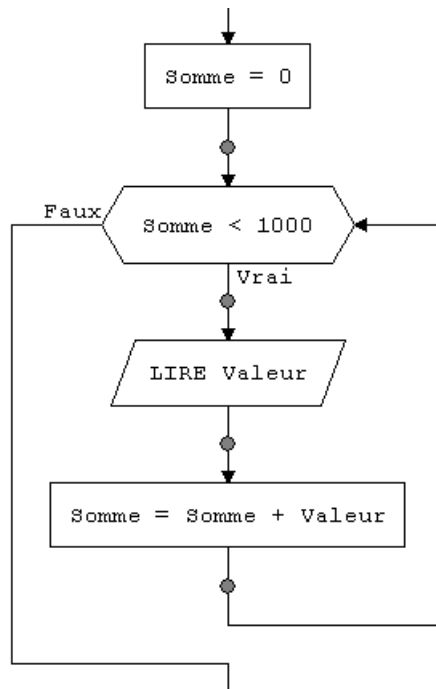 Somme = 0
Faux
Somme < 1000
Vrai
LIRE Valeur
Somme = Somme + Valeur